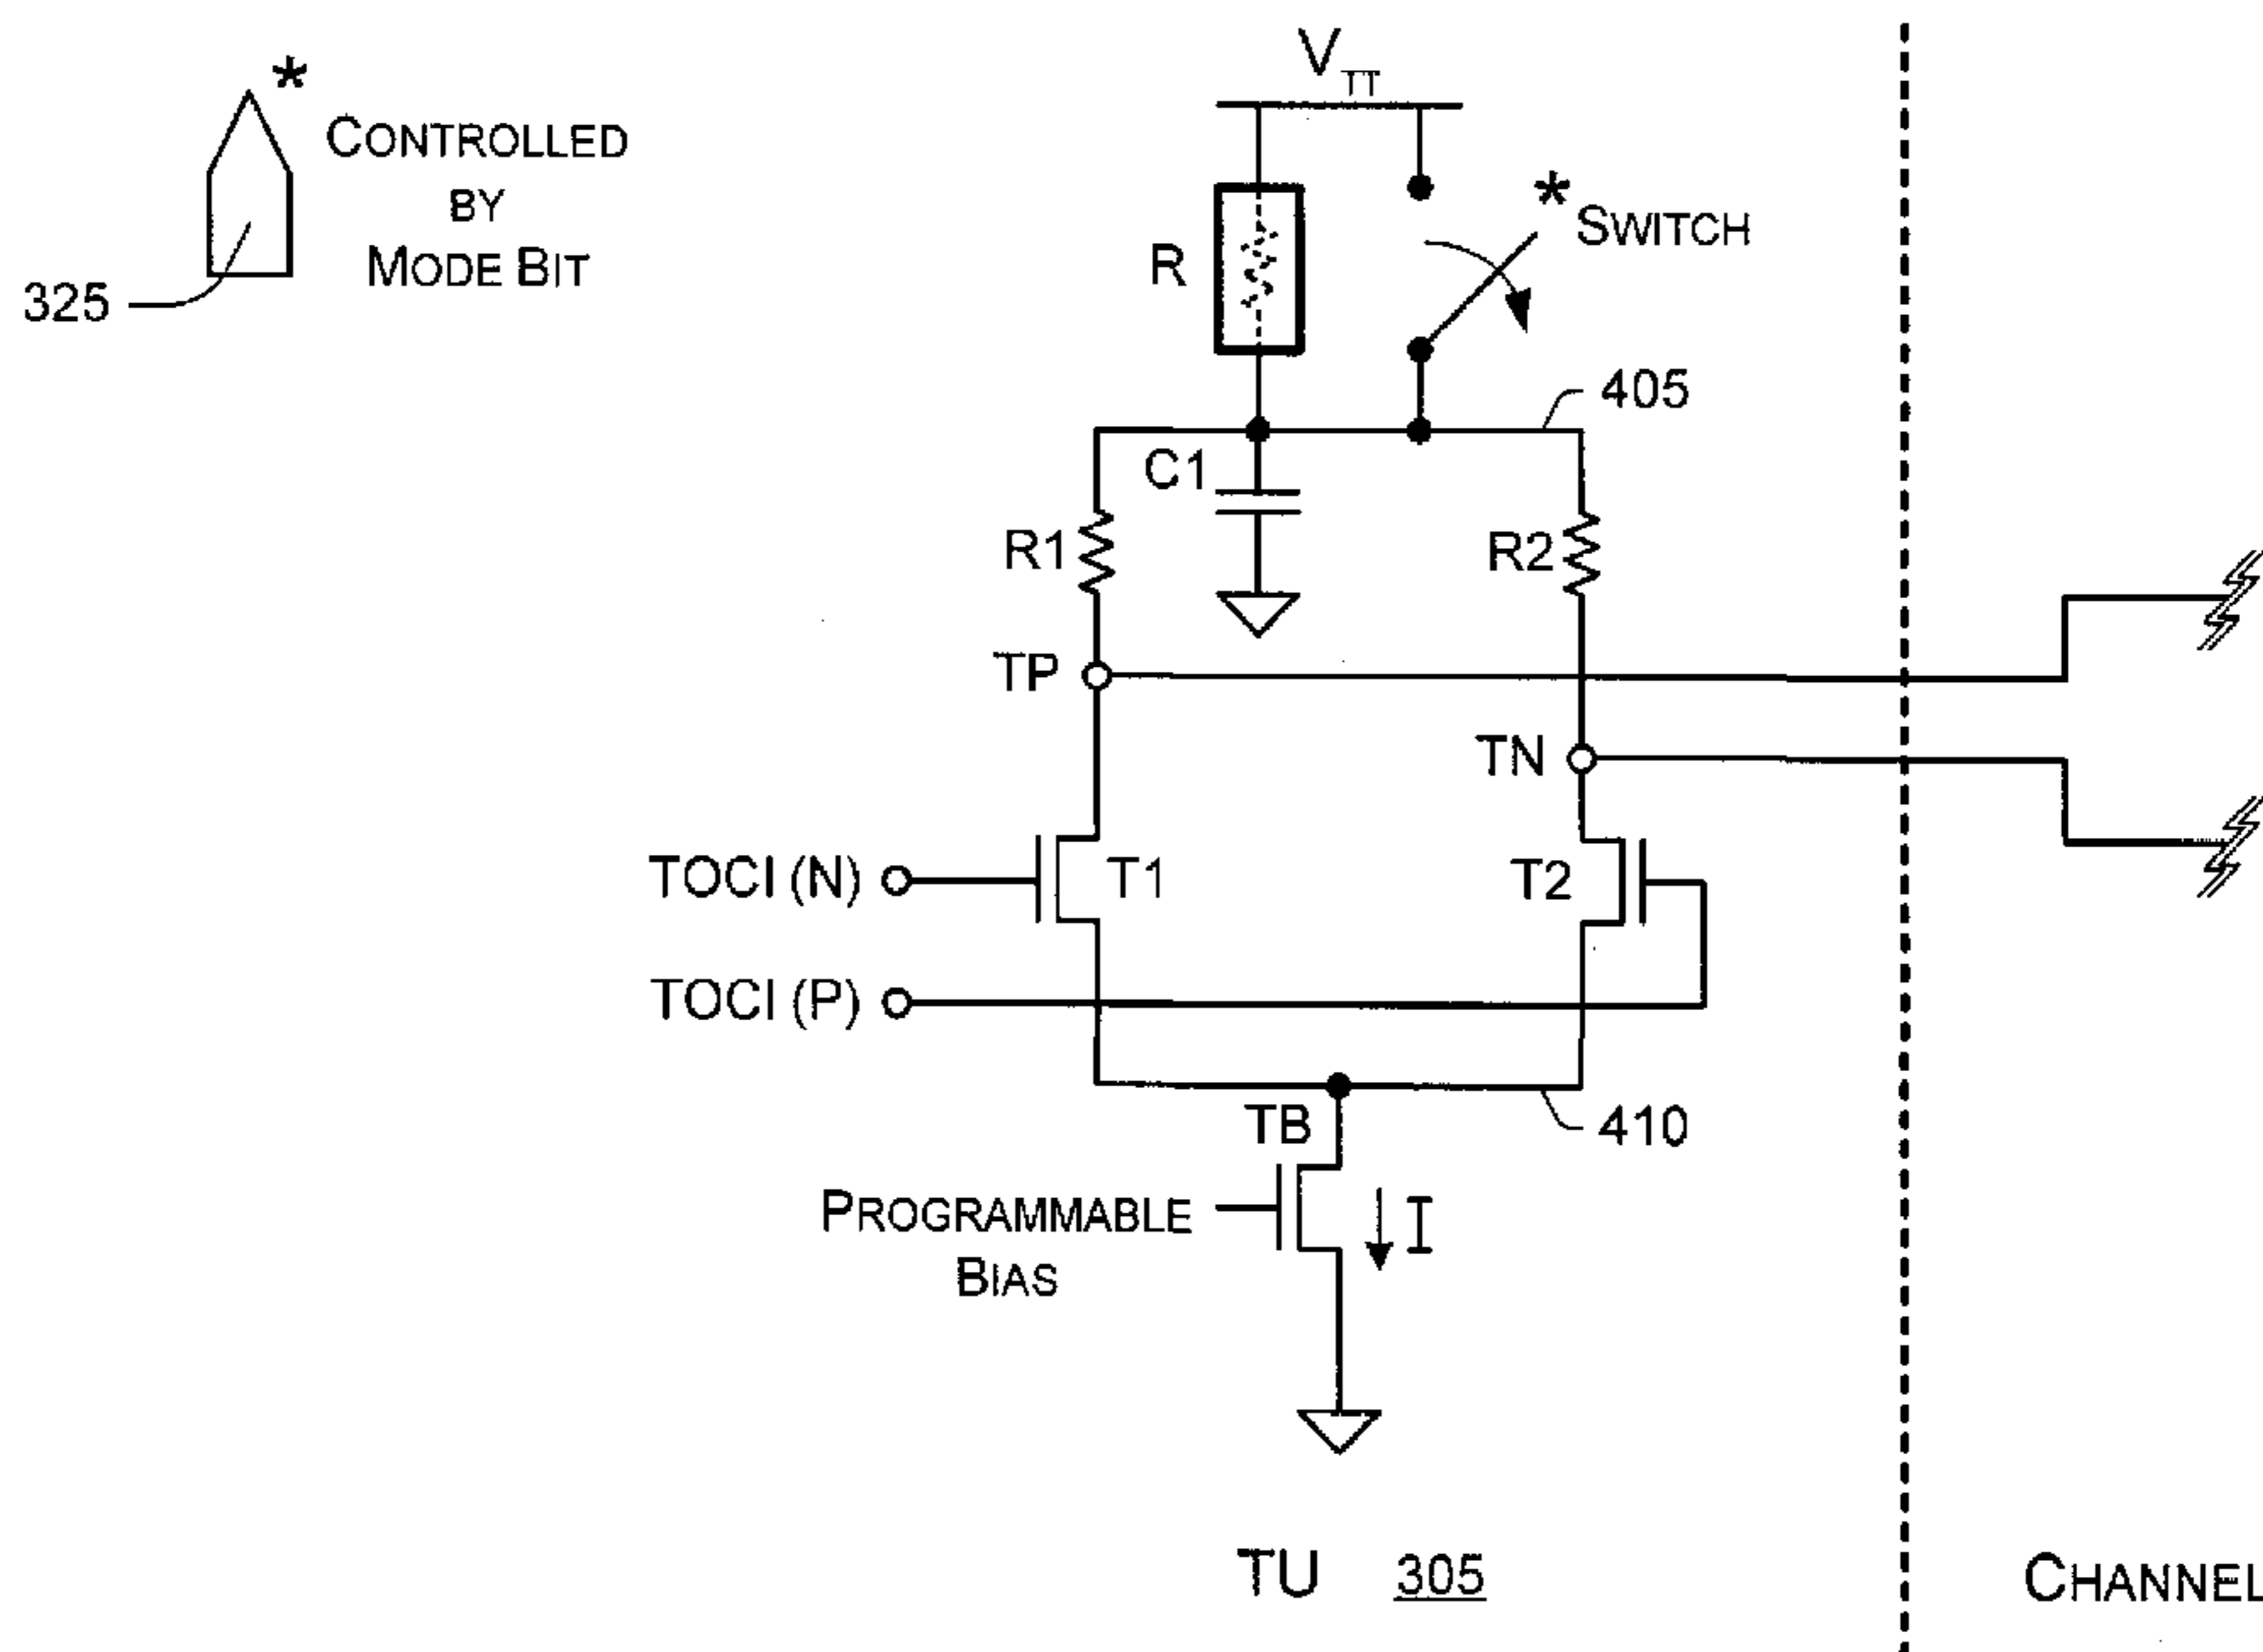 V TT
*
CONTROLLED
BY
MODE BIT
325
* SWITCH
R
405
C1
R1
R2
TP
TN
TOCI (N)
T1
T2
TOCI (P)
TB
410
PROGRAMMABLE
BIAS
I
TU 305
CHANNEL